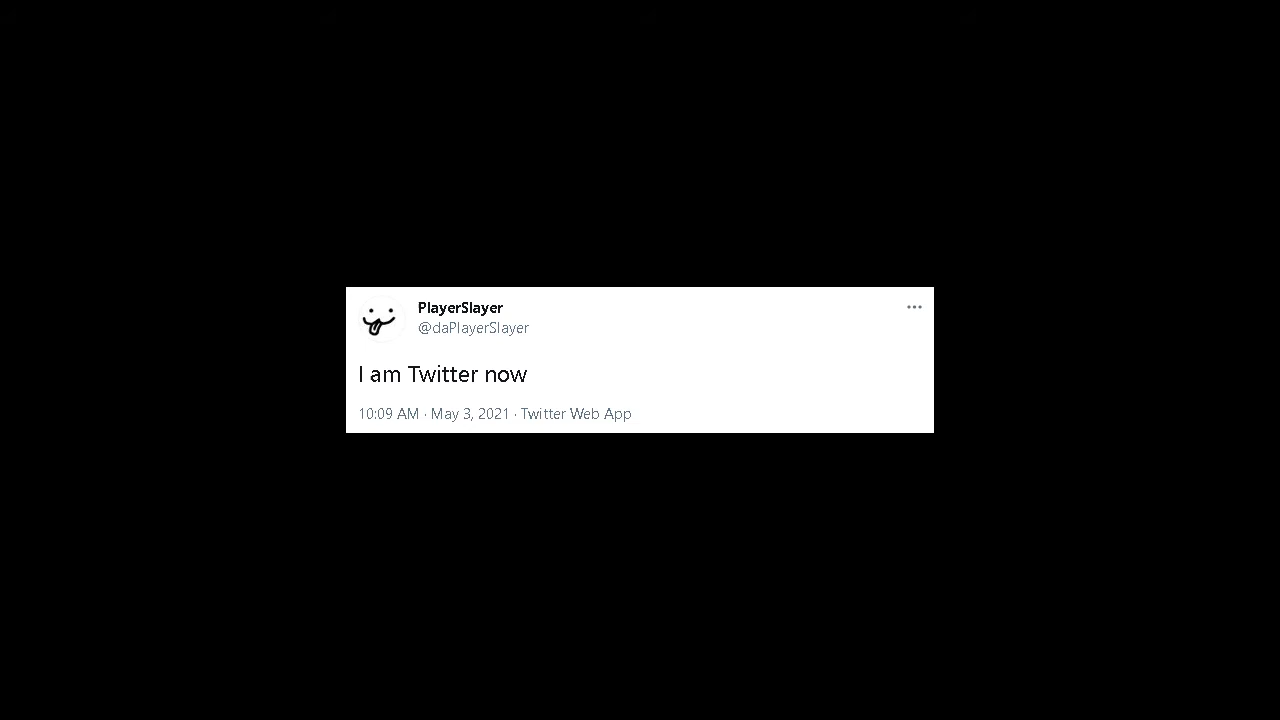 PlayerSlayer
@daPlayerSlayer
I am Twitter now
10:09 AM · May 3, 2021 · Twitter Web App